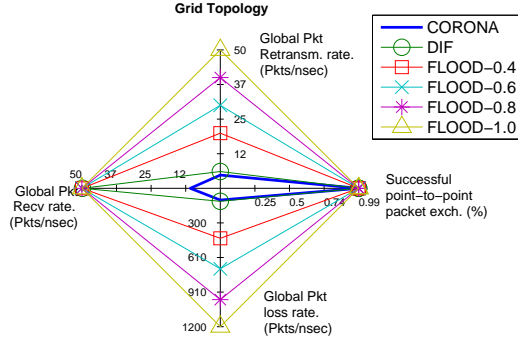 Grid Topology
Global Pkt
Retransm. rate.
(Pkts/nsec)
CORONA
DIF
FLOOD−0.4
FLOOD−0.6
FLOOD−0.8
FLOOD−1.0
50
37
25
12
50
37
25
12
Global Pkt
Recv rate.
(Pkts/nsec)
0.25
0.5
0.74
0.99
Successful
point−to−point
packet exch. (%)
300
610
910
1200
Global Pkt
loss rate.
(Pkts/nsec)